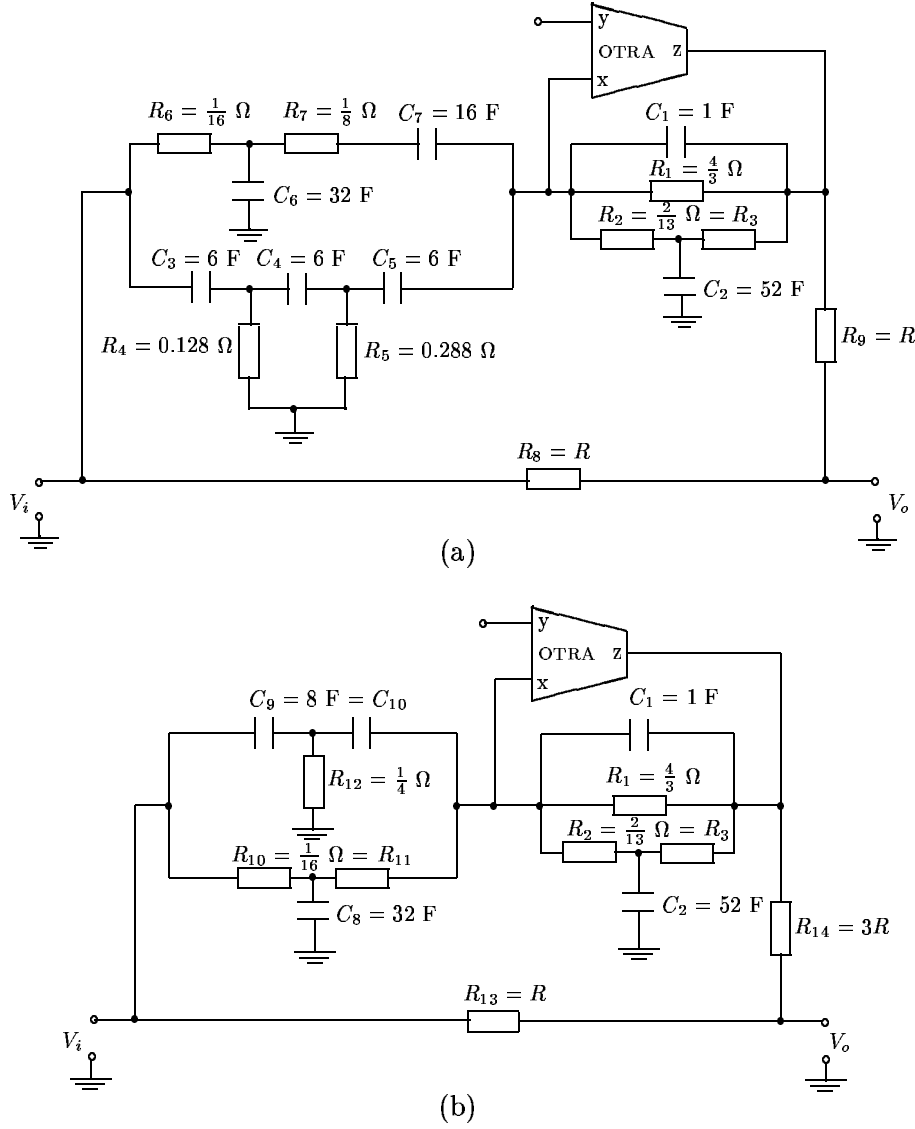 y
OTRA
z
x
R₆ = 1/16 Ω
R₇ = 1/8 Ω
C₇ = 16 F
C₁ = 1 F
C₆ = 32 F
R₁ = 4/3 Ω
R₂ = 2/13 Ω = R₃
C₃ = 6 F
C₄ = 6 F
C₅ = 6 F
C₂ = 52 F
R₄ = 0.128 Ω
R₅ = 0.288 Ω
R₉ = R
R₈ = R
Vᵢ
Vₒ
(a)
y
OTRA
z
x
C₉ = 8 F = C₁₀
C₁ = 1 F
R₁₂ = 1/4 Ω
R₁ = 4/3 Ω
R₂ = 2/13 Ω = R₃
R₁₀ = 1/16 Ω = R₁₁
C₈ = 32 F
C₂ = 52 F
R₁₄ = 3R
R₁₃ = R
Vᵢ
Vₒ
(b)